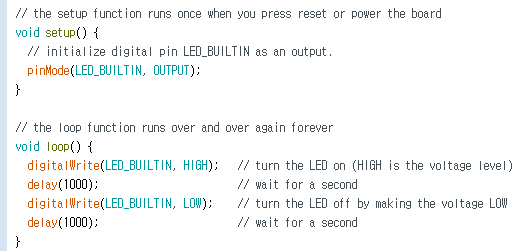 // the setup function runs once when you press reset or power the board
void setup() {
  // initialize digital pin LED_BUILTIN as an output.
  pinMode(LED_BUILTIN, OUTPUT);
}

// the loop function runs over and over again forever
void loop() {
  digitalWrite(LED_BUILTIN, HIGH);   // turn the LED on (HIGH is the voltage level)
  delay(1000);                       // wait for a second
  digitalWrite(LED_BUILTIN, LOW);    // turn the LED off by making the voltage LOW
  delay(1000);                       // wait for a second
}